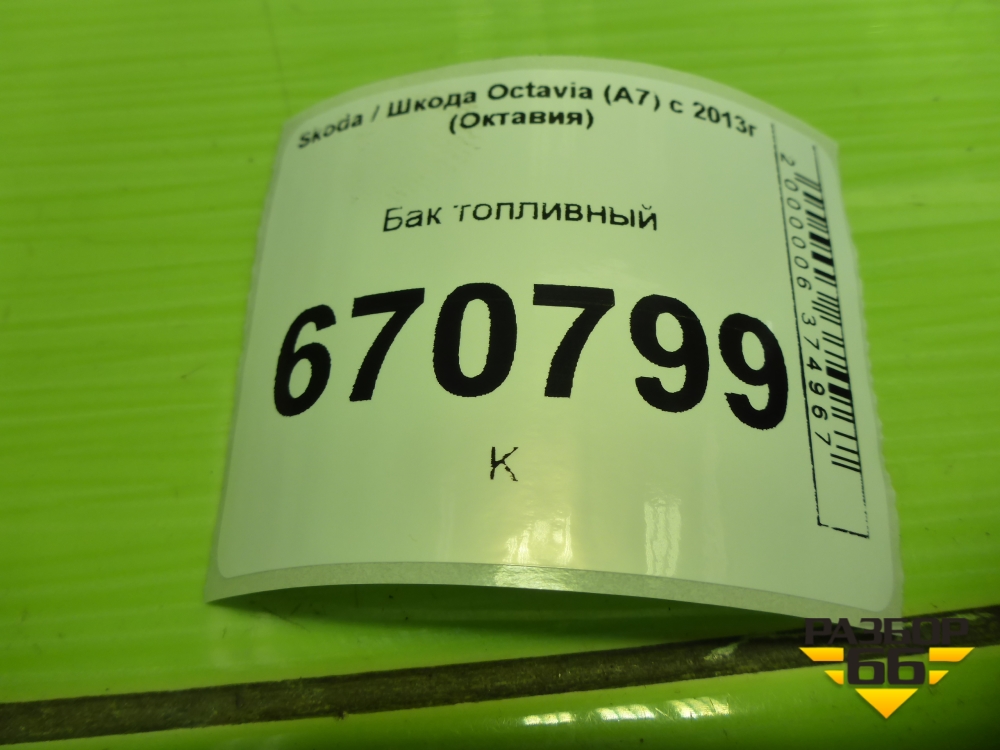 Skoda / Шкода Octavia (A7) с 2013г
(Октавия)
Бак топливный
670799
К
2000006374967
РАЗБОР
66